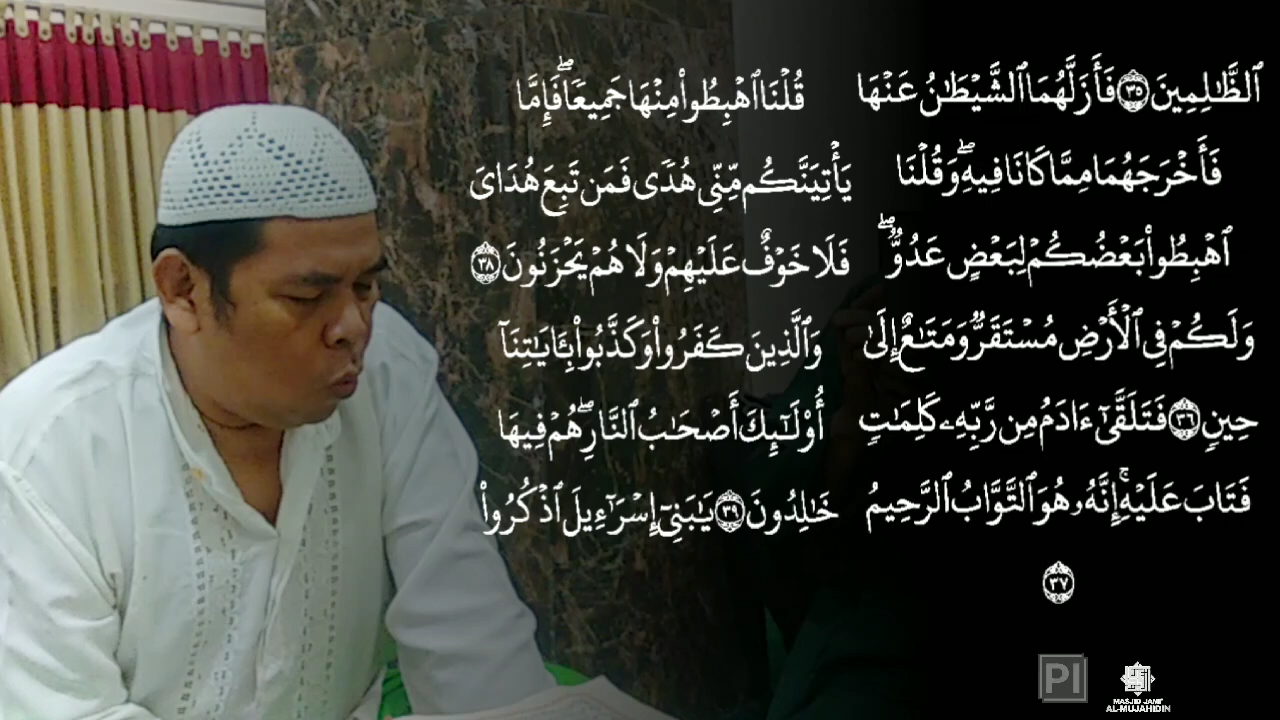 ٱلظَّـٰلِمِينَ ٣٥ فَأَزَلَّهُمَا ٱلشَّيْطَـٰنُ عَنْهَا
فَأَخْرَجَهُمَا مِمَّا كَانَا فِيهِ ۖ وَقُلْنَا
ٱهْبِطُوا۟ بَعْضُكُمْ لِبَعْضٍ عَدُوٌّ ۖ
وَلَكُمْ فِى ٱلْأَرْضِ مُسْتَقَرٌّ وَمَتَـٰعٌ إِلَىٰ
حِينٍ ٣٦ فَتَلَقَّىٰٓ ءَادَمُ مِن رَّبِّهِۦ كَلِمَـٰتٍ
فَتَابَ عَلَيْهِ ۚ إِنَّهُۥ هُوَ ٱلتَّوَّابُ ٱلرَّحِيمُ
٣٧
قُلْنَا ٱهْبِطُوا۟ مِنْهَا جَمِيعًا ۖ فَإِمَّا
يَأْتِيَنَّكُم مِّنِّى هُدًى فَمَن تَبِعَ هُدَاىَ
فَلَا خَوْفٌ عَلَيْهِمْ وَلَا هُمْ يَحْزَنُونَ ٣٨
وَٱلَّذِينَ كَفَرُوا۟ وَكَذَّبُوا۟ بِـَٔايَـٰتِنَآ
أُو۟لَـٰٓئِكَ أَصْحَـٰبُ ٱلنَّارِ ۖ هُمْ فِيهَا
خَـٰلِدُونَ ٣٩ يَـٰبَنِىٓ إِسْرَٰٓءِيلَ ٱذْكُرُوا۟
PI
MASJID JAMI'
AL-MUJAHIDIN